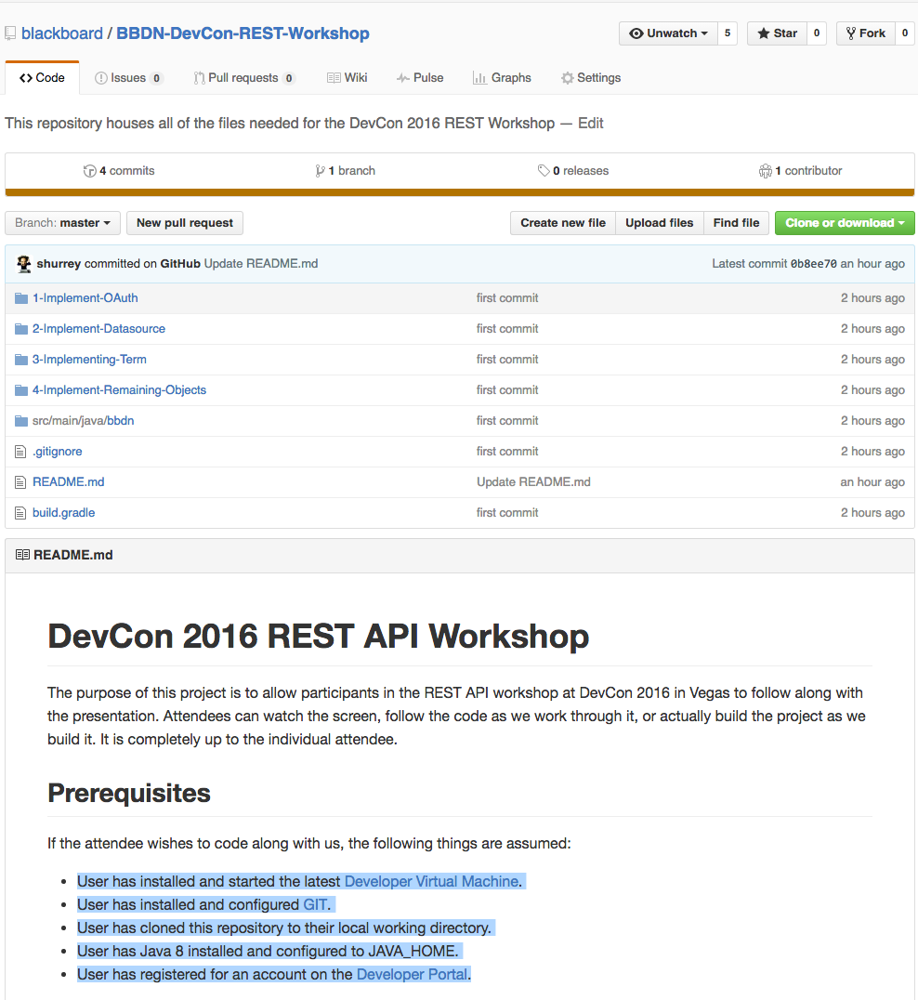 blackboard / BBDN-DevCon-REST-Workshop Unwatch 5 Star 0 Fork 0
Code Issues 0 Pull requests 0 Wiki Pulse Graphs Settings
This repository houses all of the files needed for the DevCon 2016 REST Workshop — Edit
4 commits 1 branch 0 releases 1 contributor
Branch: master New pull request Create new file Upload files Find file Clone or download
shurrey committed on GitHub Update README.md Latest commit 0b8ee70 an hour ago
1-Implement-OAuth first commit 2 hours ago
2-Implement-Datasource first commit 2 hours ago
3-Implementing-Term first commit 2 hours ago
4-Implement-Remaining-Objects first commit 2 hours ago
src/main/java/bbdn first commit 2 hours ago
.gitignore first commit 2 hours ago
README.md Update README.md an hour ago
build.gradle first commit 2 hours ago
README.md
DevCon 2016 REST API Workshop
The purpose of this project is to allow participants in the REST API workshop at DevCon 2016 in Vegas to follow along with
the presentation. Attendees can watch the screen, follow the code as we work through it, or actually build the project as we
build it. It is completely up to the individual attendee.
Prerequisites
If the attendee wishes to code along with us, the following things are assumed:
• User has installed and started the latest Developer Virtual Machine.
• User has installed and configured GIT.
• User has cloned this repository to their local working directory.
• User has Java 8 installed and configured to JAVA_HOME.
• User has registered for an account on the Developer Portal.